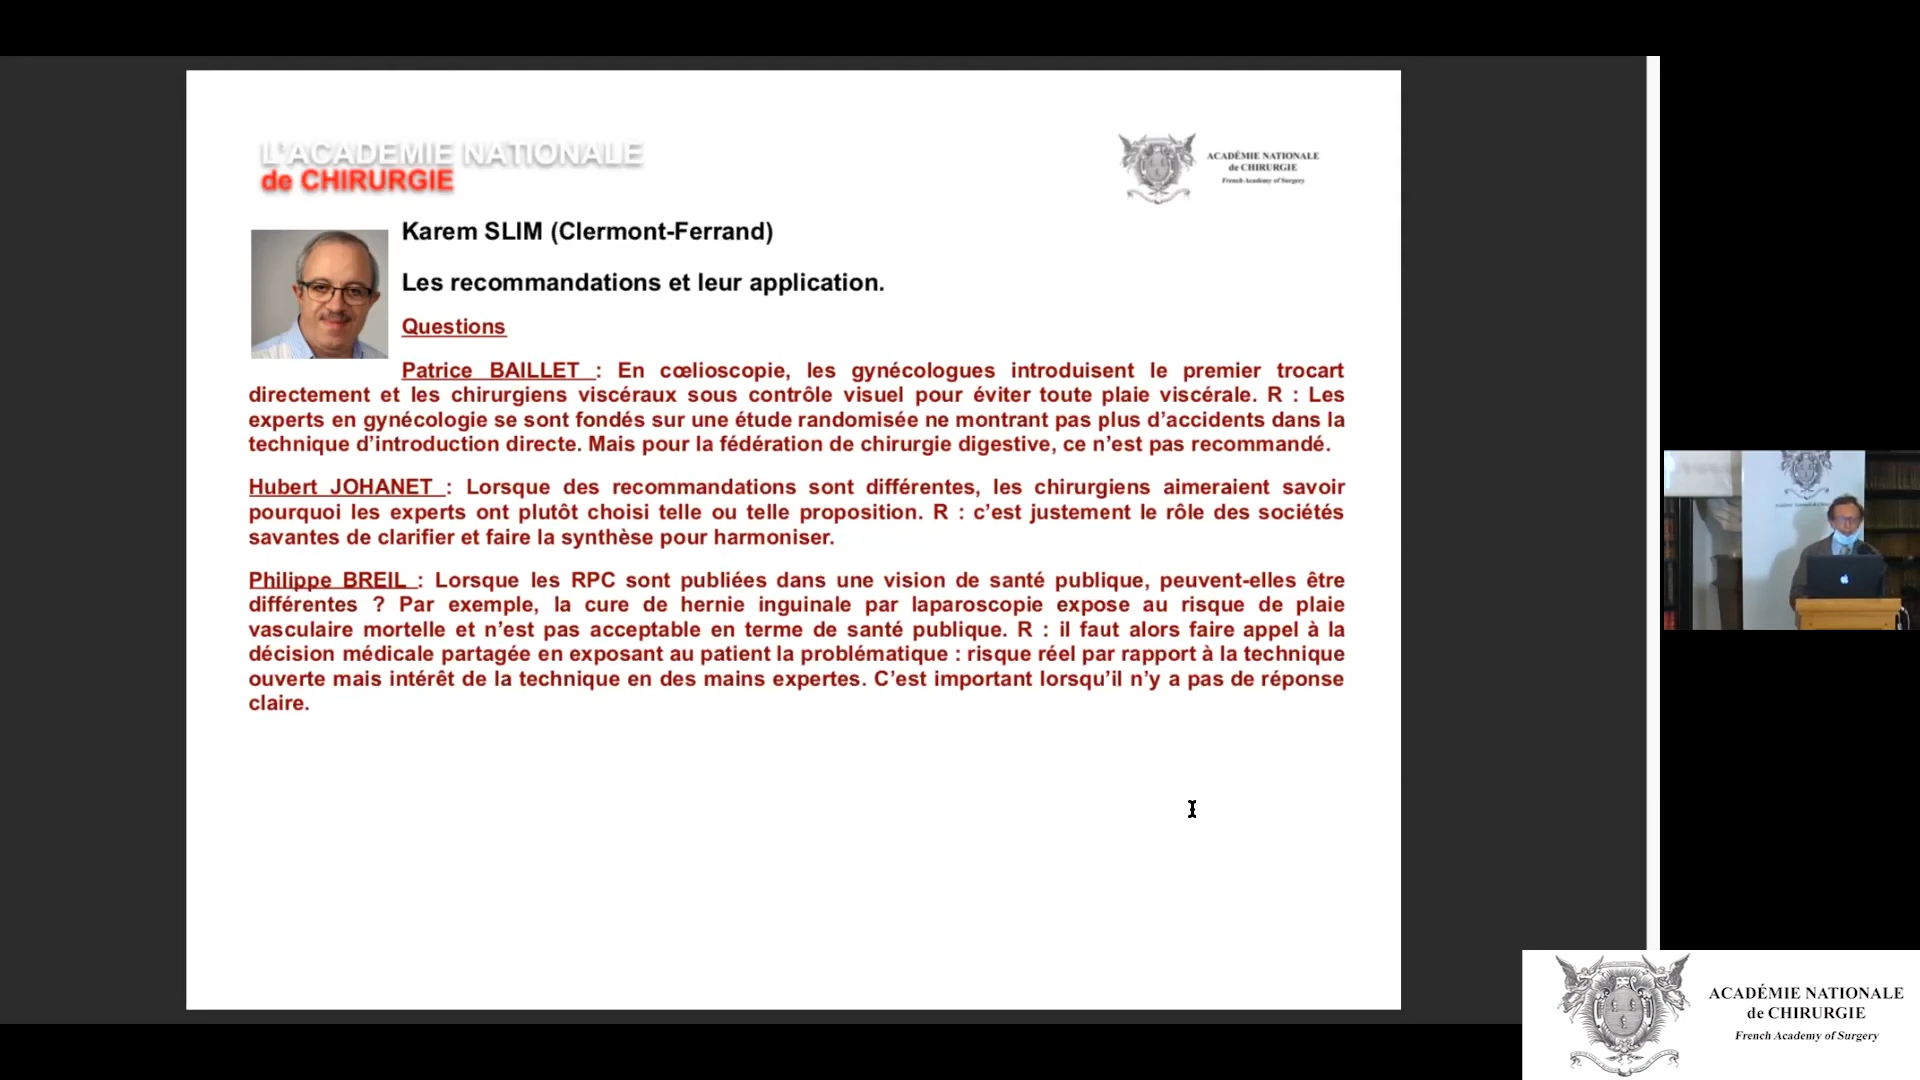 L'ACADEMIE NATIONALE
de CHIRURGIE
ACADÉMIE NATIONALE
de CHIRURGIE
French Academy of Surgery
Karem SLIM (Clermont-Ferrand)
Les recommandations et leur application.
Questions
Patrice BAILLET : En cœlioscopie, les gynécologues introduisent le premier trocart
directement et les chirurgiens viscéraux sous contrôle visuel pour éviter toute plaie viscérale. R : Les
experts en gynécologie se sont fondés sur une étude randomisée ne montrant pas plus d'accidents dans la
technique d'introduction directe. Mais pour la fédération de chirurgie digestive, ce n'est pas recommandé.
Hubert JOHANET : Lorsque des recommandations sont différentes, les chirurgiens aimeraient savoir
pourquoi les experts ont plutôt choisi telle ou telle proposition. R : c'est justement le rôle des sociétés
savantes de clarifier et faire la synthèse pour harmoniser.
Philippe BREIL : Lorsque les RPC sont publiées dans une vision de santé publique, peuvent-elles être
différentes ? Par exemple, la cure de hernie inguinale par laparoscopie expose au risque de plaie
vasculaire mortelle et n'est pas acceptable en terme de santé publique. R : il faut alors faire appel à la
décision médicale partagée en exposant au patient la problématique : risque réel par rapport à la technique
ouverte mais intérêt de la technique en des mains expertes. C'est important lorsqu'il n'y a pas de réponse
claire.
ACADÉMIE NATIONALE
de CHIRURGIE
French Academy of Surgery